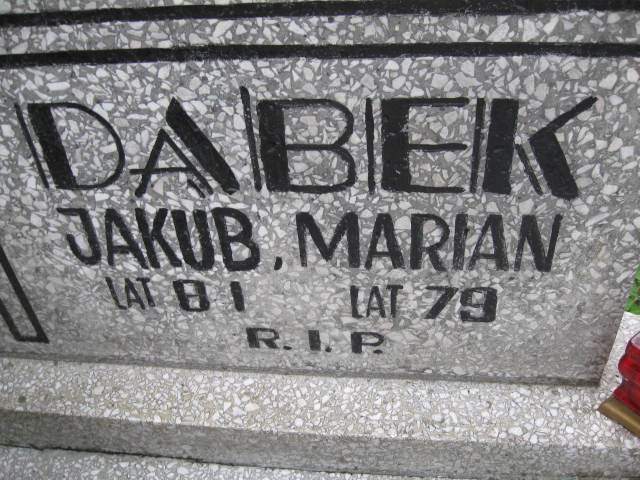 DĄBEK
JAKUB, MARIAN
LAT 81 LAT 79
R.I.P.